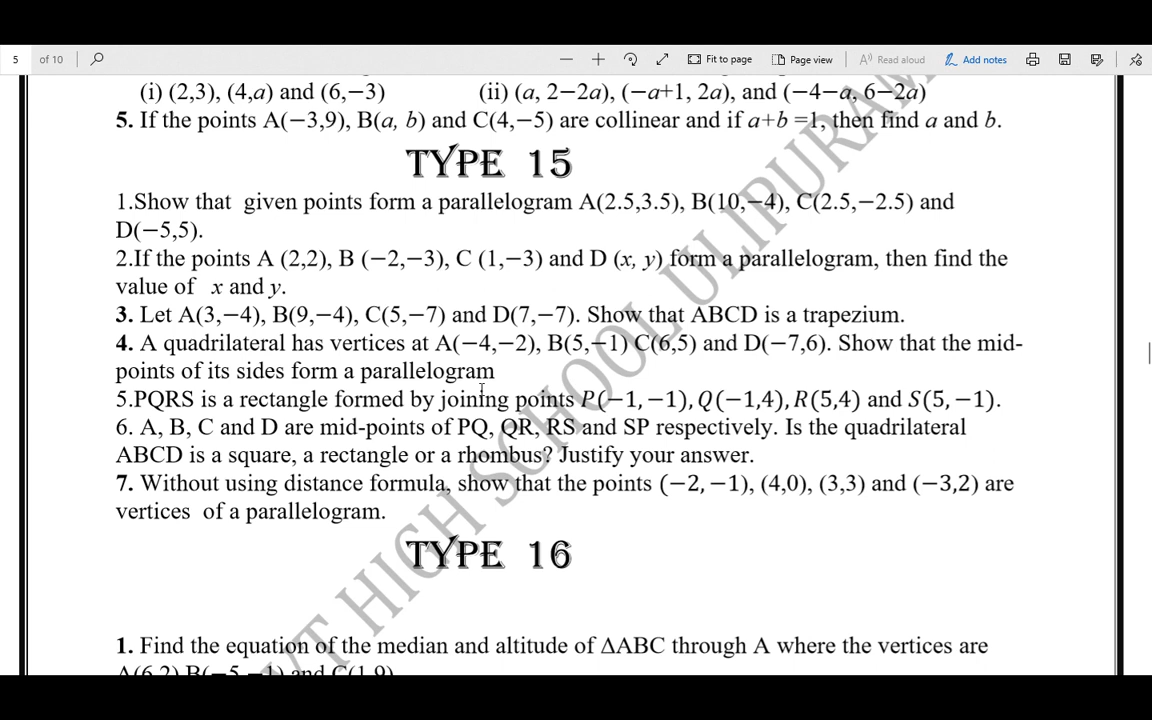 5 of 10 Fit to page Page view Read aloud Add notes
(i) (2,3), (4,a) and (6,−3) (ii) (a, 2−2a), (−a+1, 2a), and (−4−a, 6−2a)
5. If the points A(−3,9), B(a, b) and C(4,−5) are collinear and if a+b =1, then find a and b.
TYPE 15
1.Show that given points form a parallelogram A(2.5,3.5), B(10,−4), C(2.5,−2.5) and
D(−5,5).
2.If the points A (2,2), B (−2,−3), C (1,−3) and D (x, y) form a parallelogram, then find the
value of x and y.
3. Let A(3,−4), B(9,−4), C(5,−7) and D(7,−7). Show that ABCD is a trapezium.
4. A quadrilateral has vertices at A(−4,−2), B(5,−1) C(6,5) and D(−7,6). Show that the mid-
points of its sides form a parallelogram
5.PQRS is a rectangle formed by joining points P(−1, −1), Q(−1,4), R(5,4) and S(5, −1).
6. A, B, C and D are mid-points of PQ, QR, RS and SP respectively. Is the quadrilateral
ABCD is a square, a rectangle or a rhombus? Justify your answer.
7. Without using distance formula, show that the points (−2, −1), (4,0), (3,3) and (−3,2) are
vertices of a parallelogram.
TYPE 16
1. Find the equation of the median and altitude of ΔABC through A where the vertices are
A(6,2) B(−5,−1) and C(1,9)
HIGH SCHOOL ULIPURAM